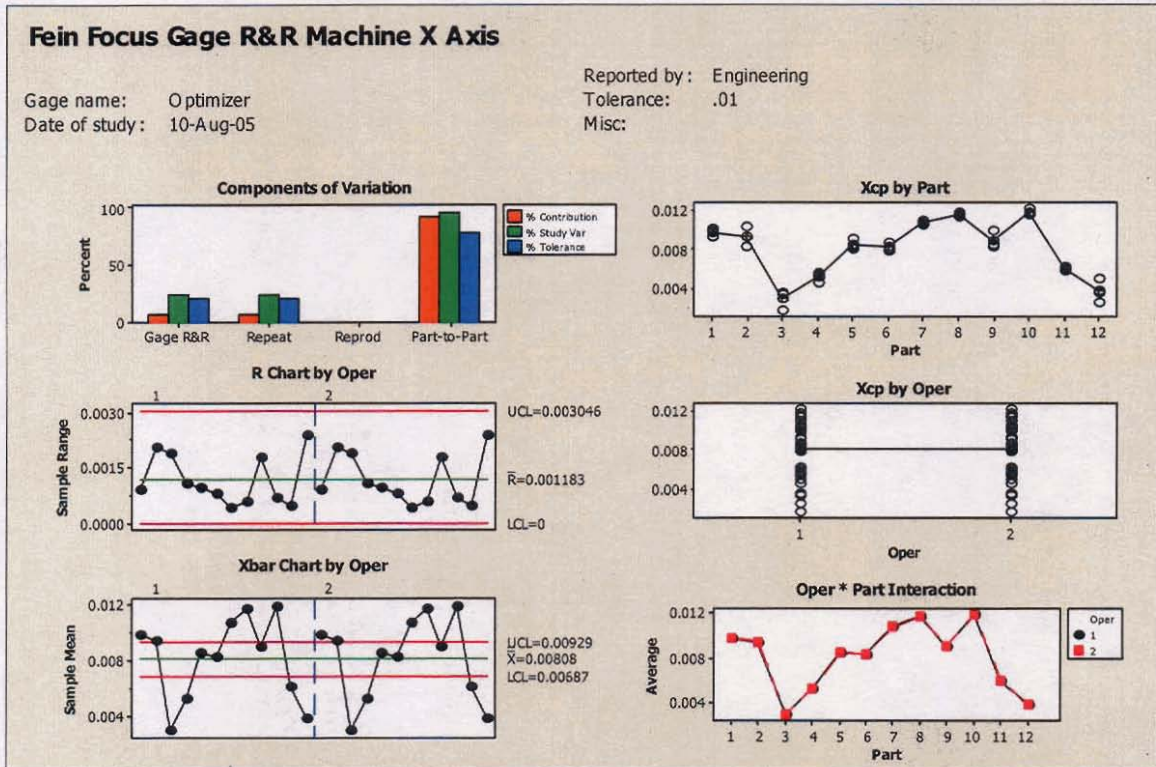 Fein Focus Gage R&R Machine X Axis
Gage name: Optimizer
Date of study: 10-Aug-05
Reported by: Engineering
Tolerance: .01
Misc:
Components of Variation
100
50
0
Percent
Gage R&R Repeat Reprod Part-to-Part
% Contribution
% Study Var
% Tolerance
R Chart by Oper
1 2
0.0030
0.0015
0.0000
Sample Range
UCL=0.003046
R̅=0.001183
LCL=0
Xbar Chart by Oper
1 2
0.012
0.008
0.004
Sample Mean
UCL=0.00929
X̿=0.00808
LCL=0.00687
Xcp by Part
0.012
0.008
0.004
1 2 3 4 5 6 7 8 9 10 11 12
Part
Xcp by Oper
0.012
0.008
0.004
1 2
Oper
Oper * Part Interaction
0.012
0.008
0.004
Average
1 2 3 4 5 6 7 8 9 10 11 12
Part
Oper
1
2